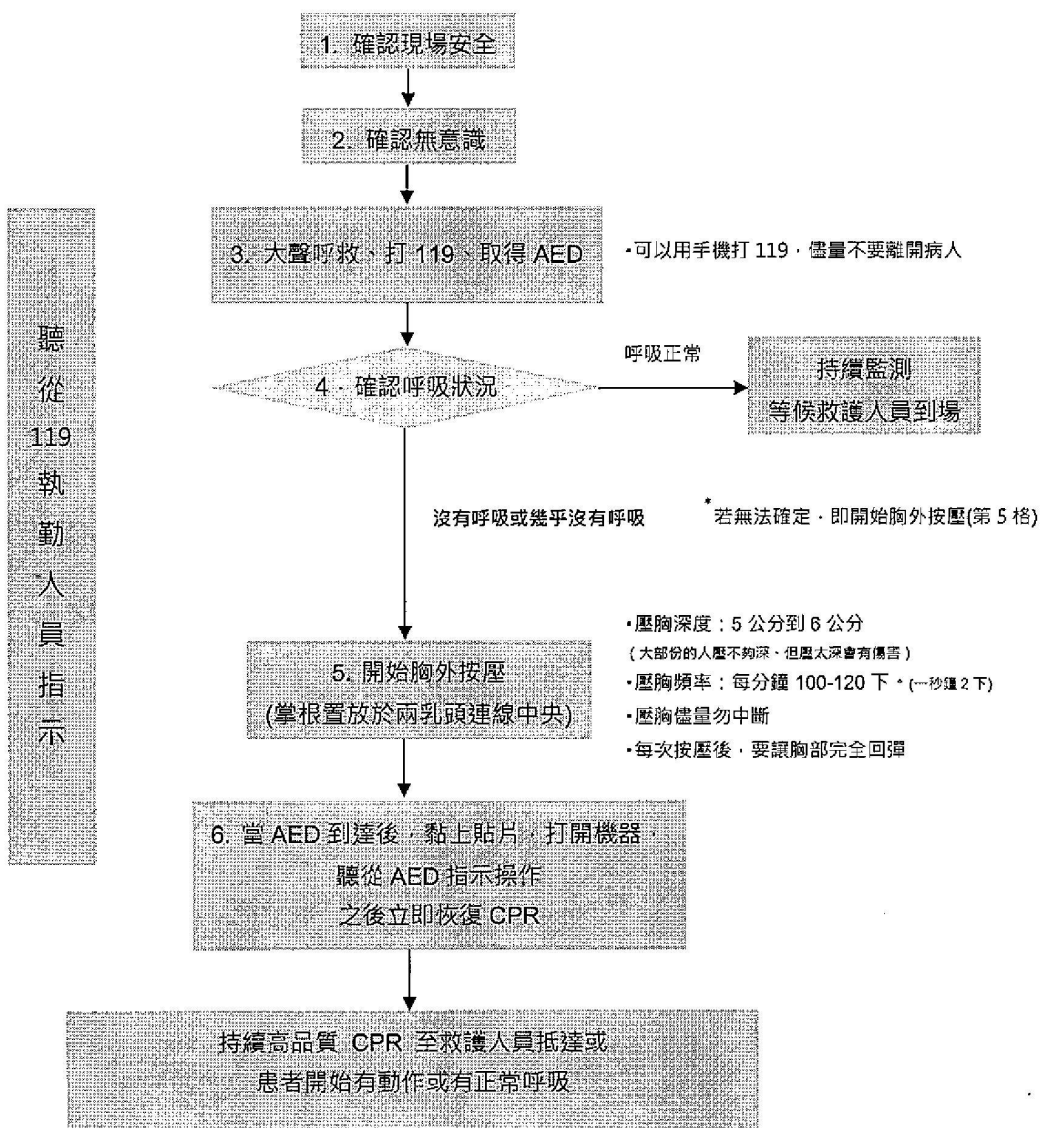 1. 確認現場安全
2. 確認無意識
3. 大聲呼救、打 119、取得 AED
•可以用手機打 119，儘量不要離開病人
聽從119執勤人員指示
4．確認呼吸狀況
呼吸正常
持續監測
等候救護人員到場
沒有呼吸或幾乎沒有呼吸
*若無法確定，即開始胸外按壓(第 5 格)
5. 開始胸外按壓
(掌根置放於兩乳頭連線中央)
•壓胸深度：5 公分到 6 公分
(大部份的人壓不夠深、但壓太深會有傷害)
•壓胸頻率：每分鐘 100-120 下。(一秒鐘 2 下)
•壓胸儘量勿中斷
•每次按壓後，要讓胸部完全回彈
6. 當 AED 到達後，黏上貼片，打開機器，
聽從 AED 指示操作
之後立即恢復 CPR
持續高品質 CPR 至救護人員抵達或
患者開始有動作或有正常呼吸